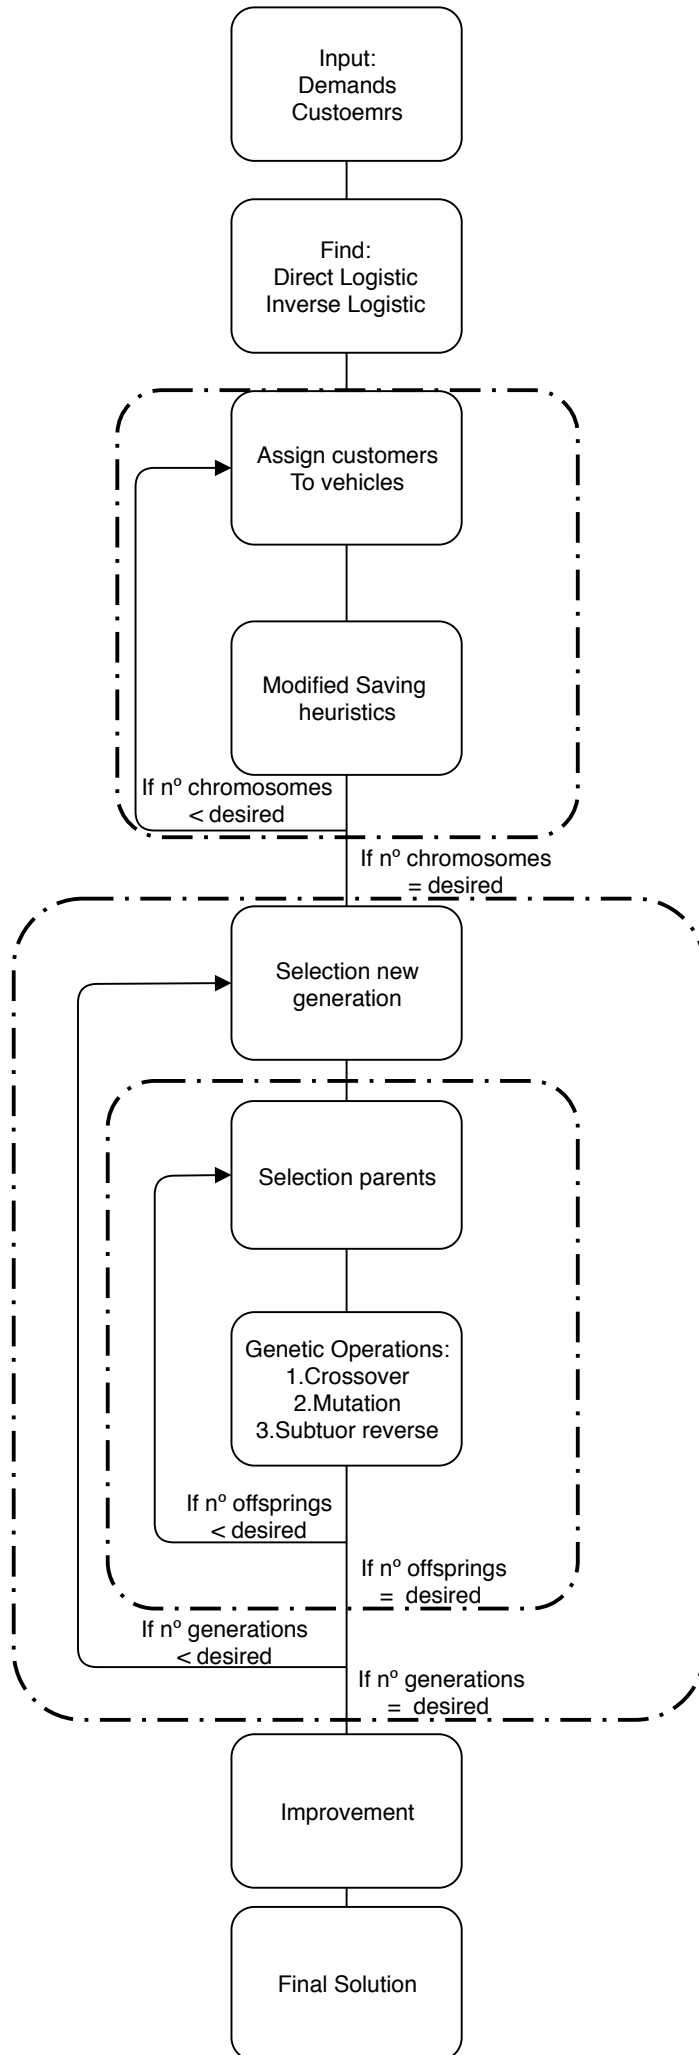 Input:
Demands
Custoemrs
Find:
Direct Logistic
Inverse Logistic
Assign customers
To vehicles
Modified Saving
heuristics
If nº chromosomes
< desired
If nº chromosomes
= desired
Selection new
generation
Selection parents
Genetic Operations:
1.Crossover
2.Mutation
3.Subtuor reverse
If nº offsprings
< desired
If nº offsprings
= desired
If nº generations
< desired
If nº generations
= desired
Improvement
Final Solution